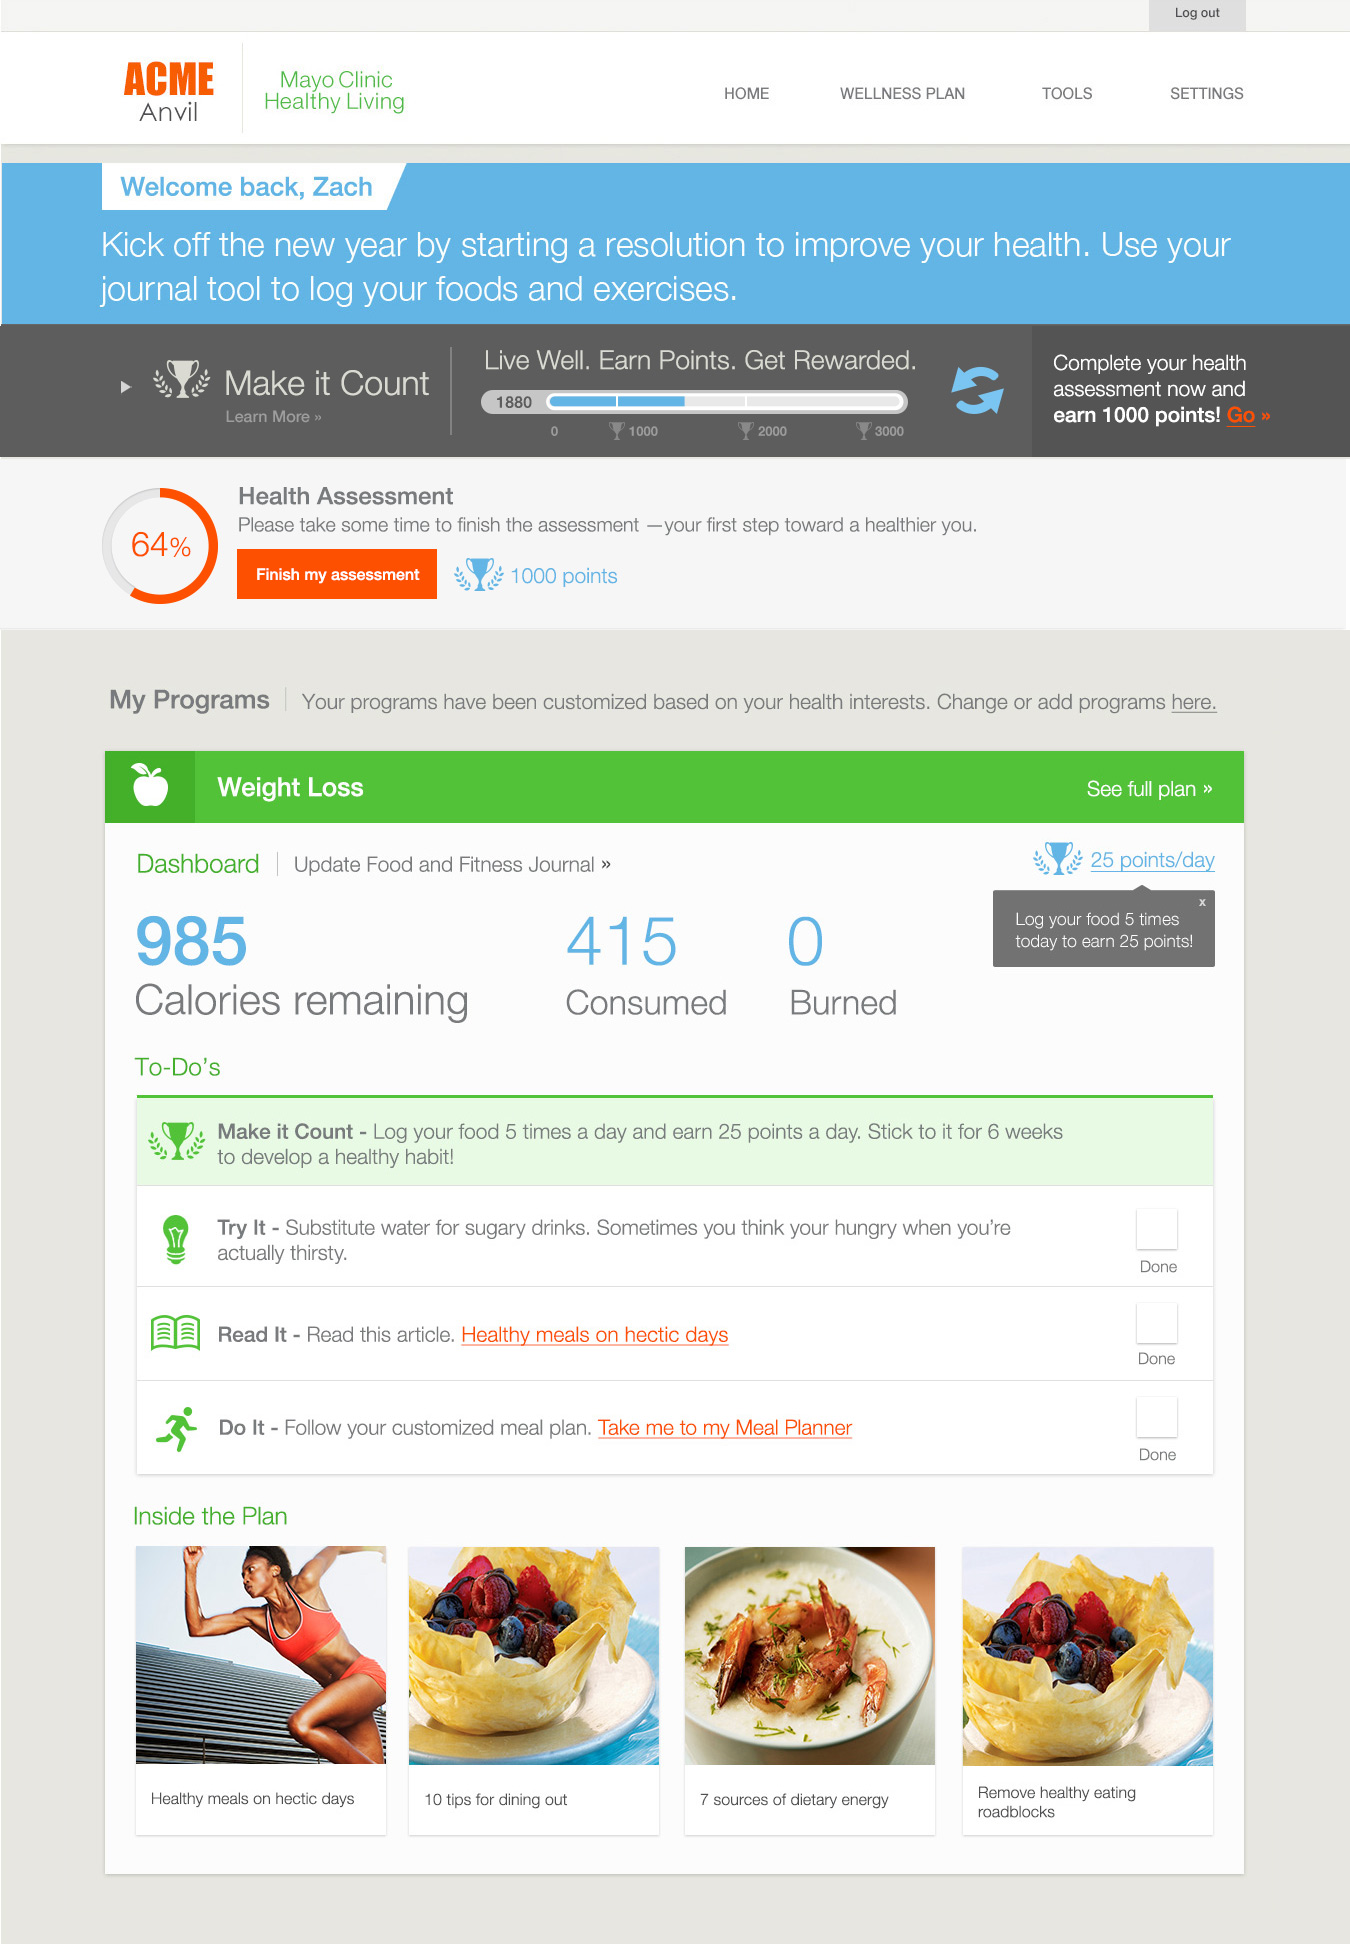 Log out
ACME
Anvil
Mayo Clinic
Healthy Living
HOME
WELLNESS PLAN
TOOLS
SETTINGS
Welcome back, Zach
Kick off the new year by starting a resolution to improve your health. Use your
journal tool to log your foods and exercises.
Make it Count
Learn More »
Live Well. Earn Points. Get Rewarded.
1880
0
1000
2000
3000
Complete your health
assessment now and
earn 1000 points! Go »
64%
Health Assessment
Please take some time to finish the assessment —your first step toward a healthier you.
Finish my assessment
1000 points
My Programs
Your programs have been customized based on your health interests. Change or add programs here.
Weight Loss
See full plan »
Dashboard
Update Food and Fitness Journal »
25 points/day
x
Log your food 5 times
today to earn 25 points!
985
Calories remaining
415
Consumed
0
Burned
To-Do’s
Make it Count - Log your food 5 times a day and earn 25 points a day. Stick to it for 6 weeks
to develop a healthy habit!
Try It - Substitute water for sugary drinks. Sometimes you think your hungry when you’re
actually thirsty.
Done
Read It - Read this article. Healthy meals on hectic days
Done
Do It - Follow your customized meal plan. Take me to my Meal Planner
Done
Inside the Plan
Healthy meals on hectic days
10 tips for dining out
7 sources of dietary energy
Remove healthy eating
roadblocks